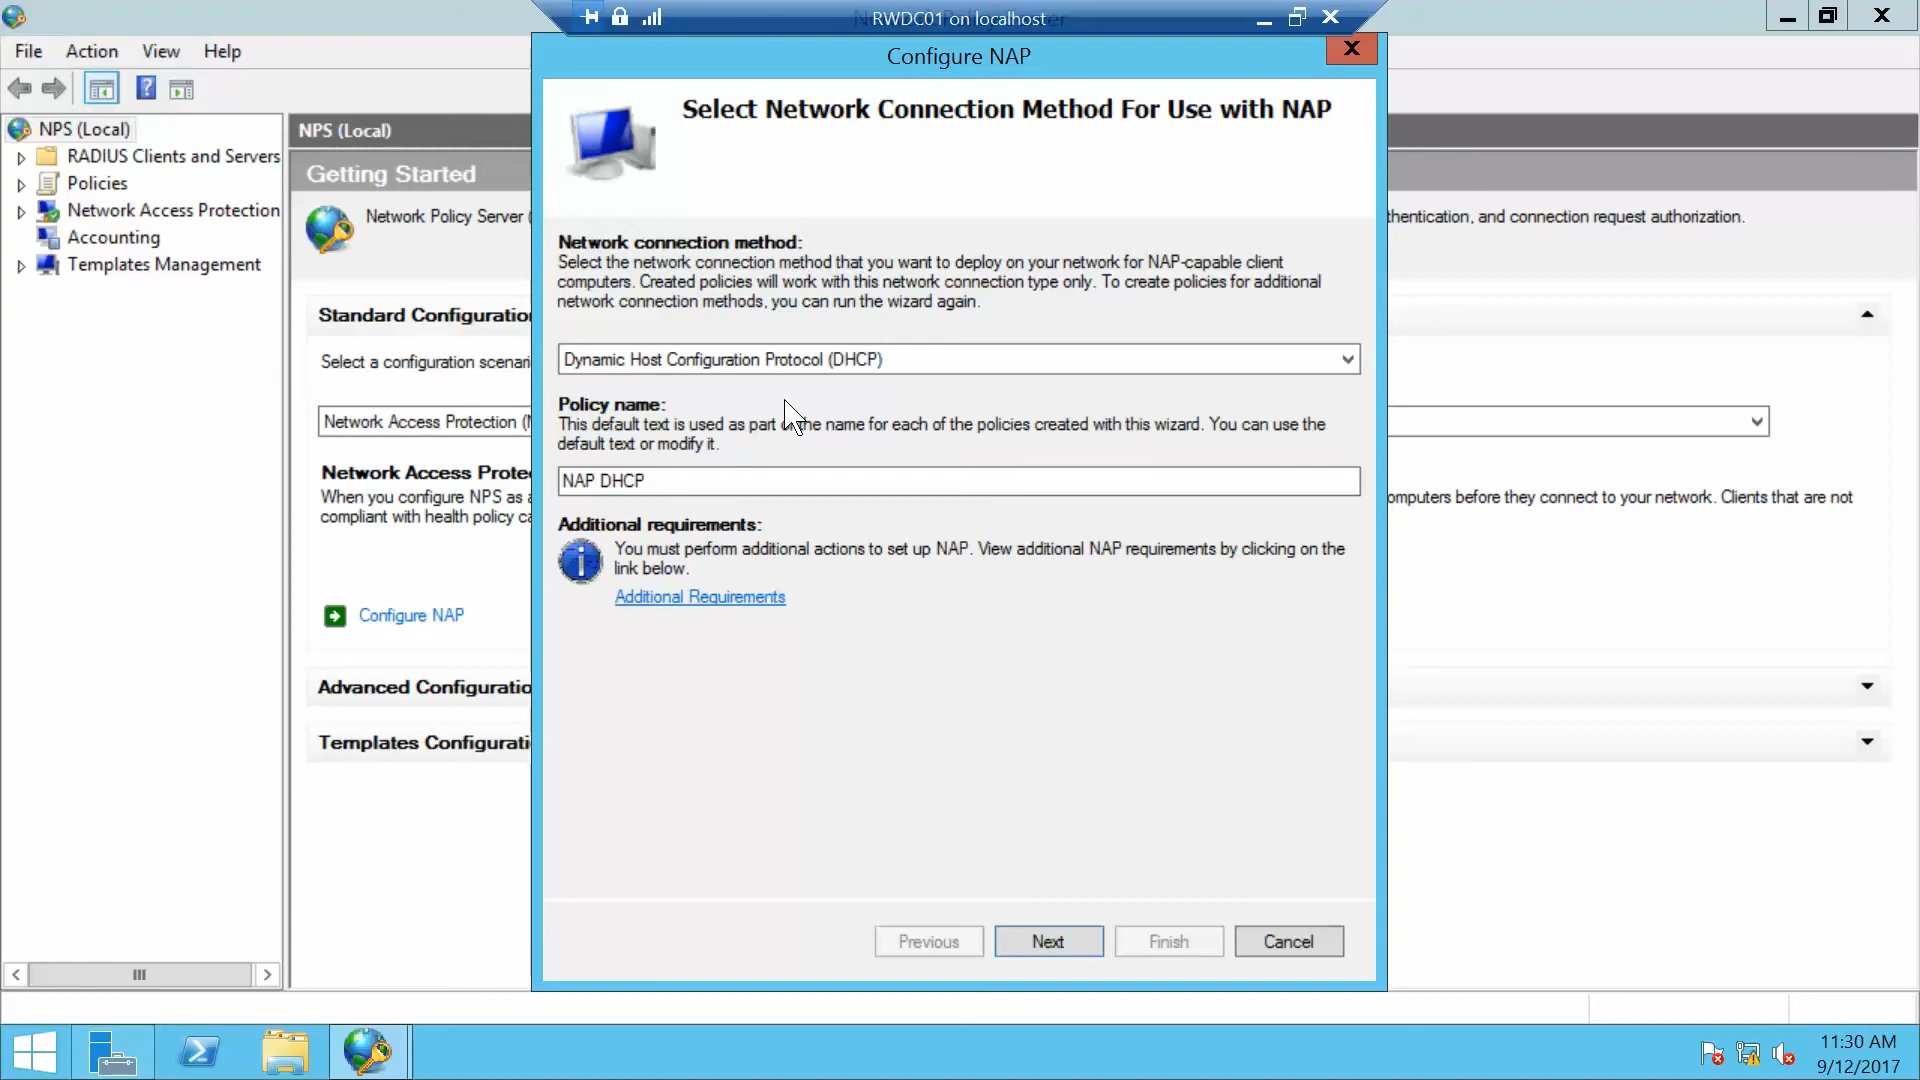 RWDC01 on localhost
File Action View Help
Configure NAP
NPS (Local)
RADIUS Clients and Servers
Policies
Network Access Protection
Accounting
Templates Management
NPS (Local)
Getting Started
Network Policy Server (
thentication, and connection request authorization.
Standard Configuration
Select a configuration scenari
Network Access Protection (N
Network Access Prote
When you configure NPS as a
omputers before they connect to your network. Clients that are not
compliant with health policy ca
Configure NAP
Advanced Configuratio
Templates Configurati
Select Network Connection Method For Use with NAP
Network connection method:
Select the network connection method that you want to deploy on your network for NAP-capable client
computers. Created policies will work with this network connection type only. To create policies for additional
network connection methods, you can run the wizard again.
Dynamic Host Configuration Protocol (DHCP)
Policy name:
This default text is used as part of the name for each of the policies created with this wizard. You can use the
default text or modify it.
NAP DHCP
Additional requirements:
You must perform additional actions to set up NAP. View additional NAP requirements by clicking on the
link below.
Additional Requirements
Previous Next Finish Cancel
11:30 AM
9/12/2017